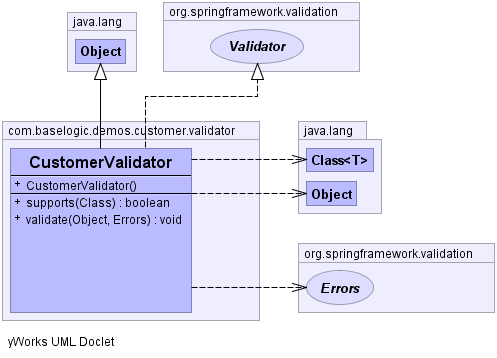 java.lang
Object
org.springframework.validation
Validator
com.baselogic.demos.customer.validator
CustomerValidator
+ CustomerValidator()
+ supports(Class) : boolean
+ validate(Object, Errors) : void
java.lang
Class<T>
Object
org.springframework.validation
Errors
yWorks UML Doclet